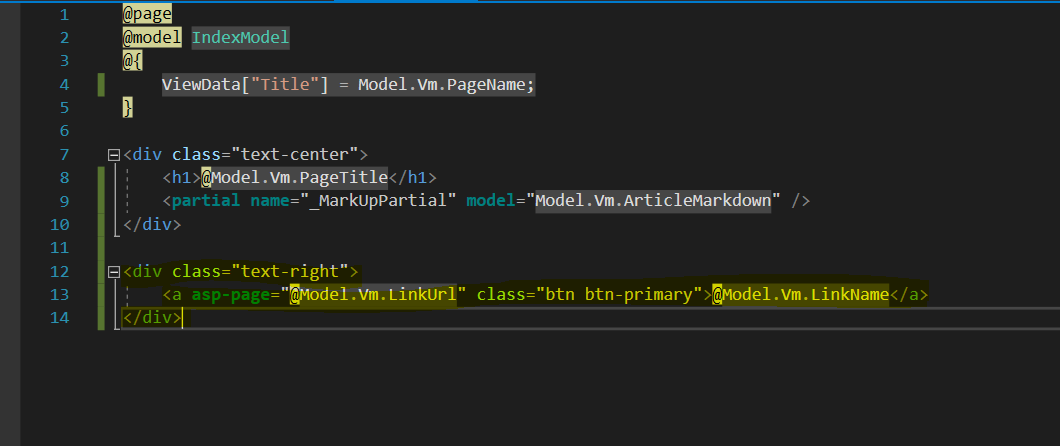 1 @page
2 @model IndexModel
3 @{
4 ViewData["Title"] = Model.Vm.PageName;
5 }
6
7 <div class="text-center">
8 <h1>@Model.Vm.PageTitle</h1>
9 <partial name="_MarkUpPartial" model="Model.Vm.ArticleMarkdown" />
10 </div>
11
12 <div class="text-right">
13 <a asp-page="@Model.Vm.LinkUrl" class="btn btn-primary">@Model.Vm.LinkName</a>
14 </div>